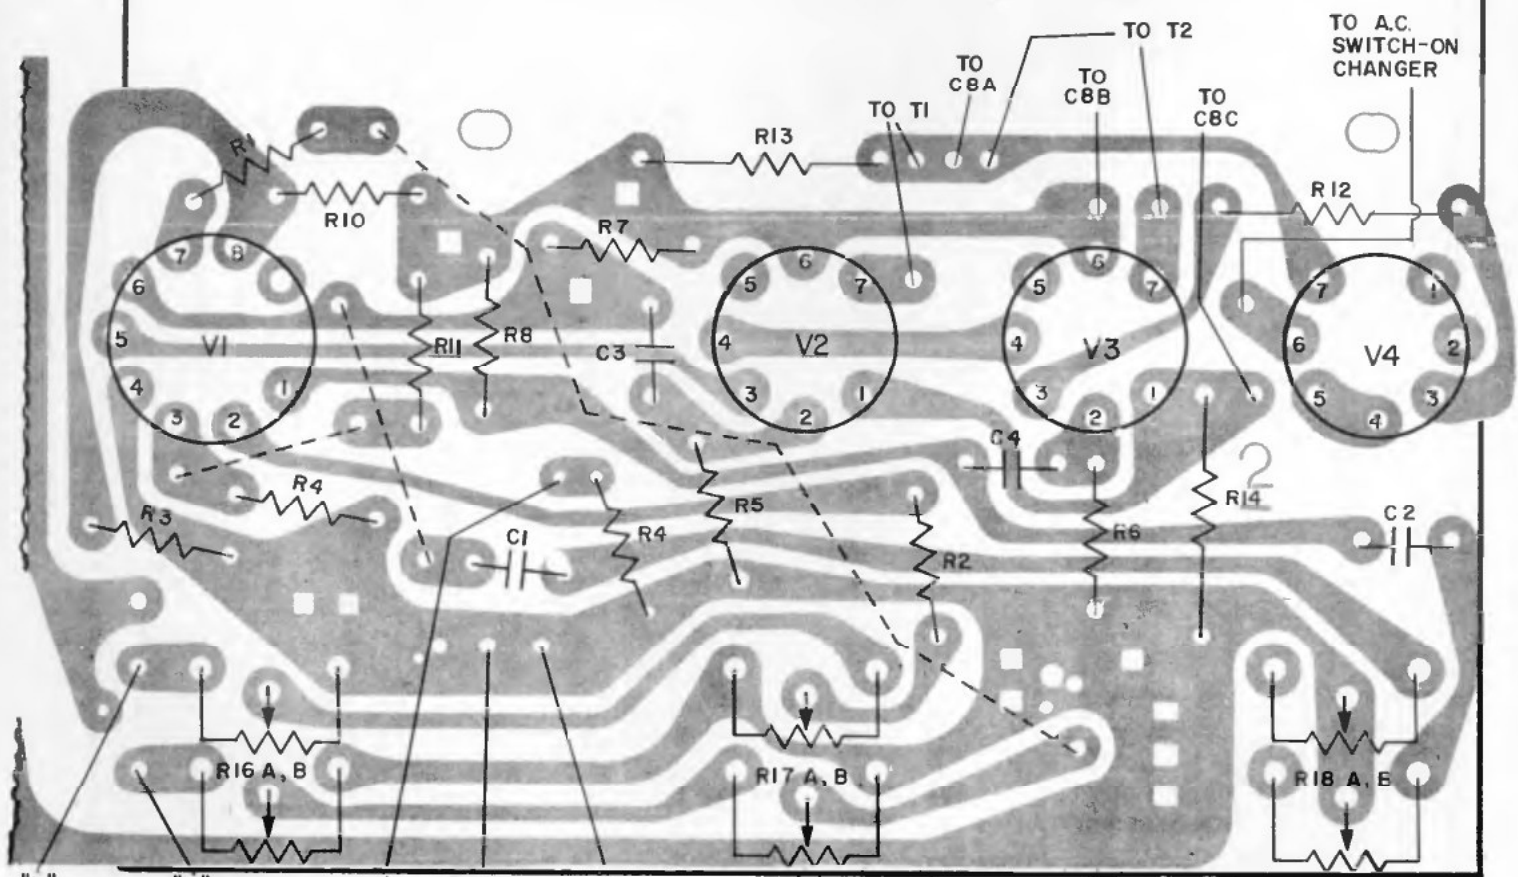 TO A.C.
SWITCH-ON
CHANGER
TO T2
TO
C8A
TO
C8B
TO
C8C
TO T1
R13
R1
R10
R12
R7
7
8
6
5
4
3
2
1
V1
R11
R8
C3
5
6
7
4
V2
3
2
1
5
6
7
4
V3
3
2
1
7
1
6
2
V4
5
4
3
C4
2
R4
R3
C1
R4
R5
R2
R6
R14
C2
R16 A, B
R17 A, B
R18 A, B